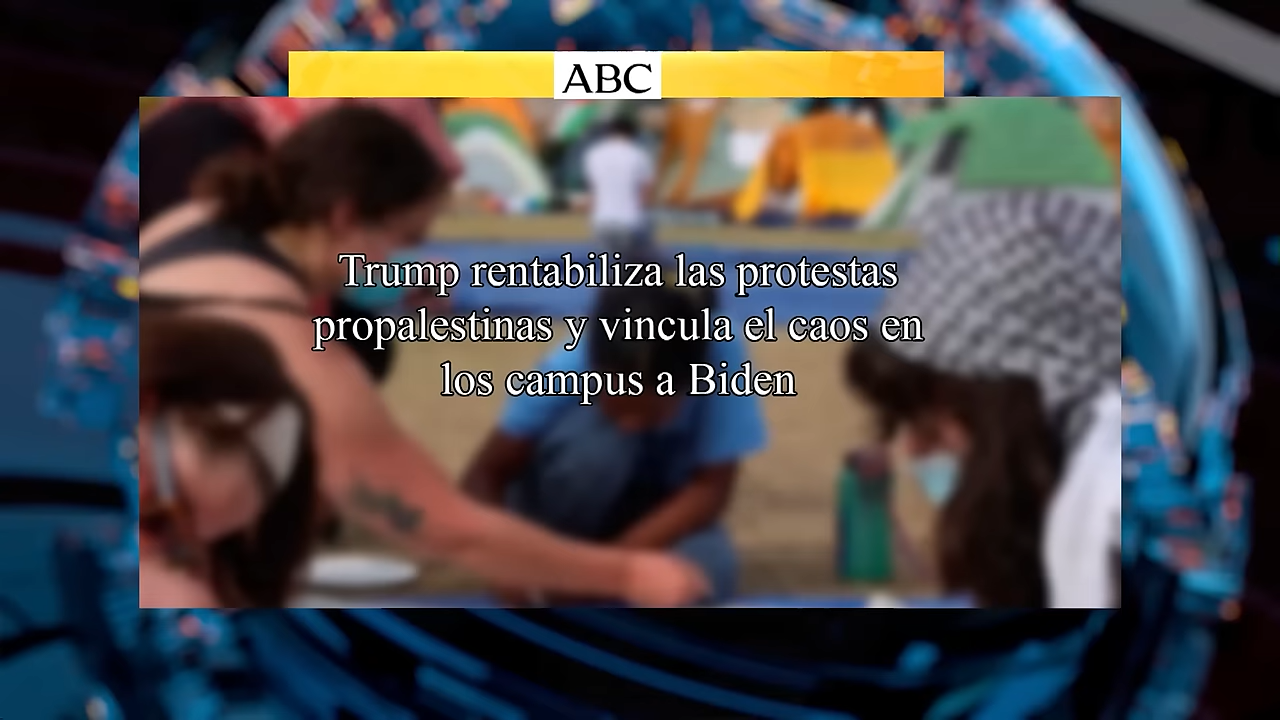 ABC
Trump rentabiliza las protestas
propalestinas y vincula el caos en
los campus a Biden